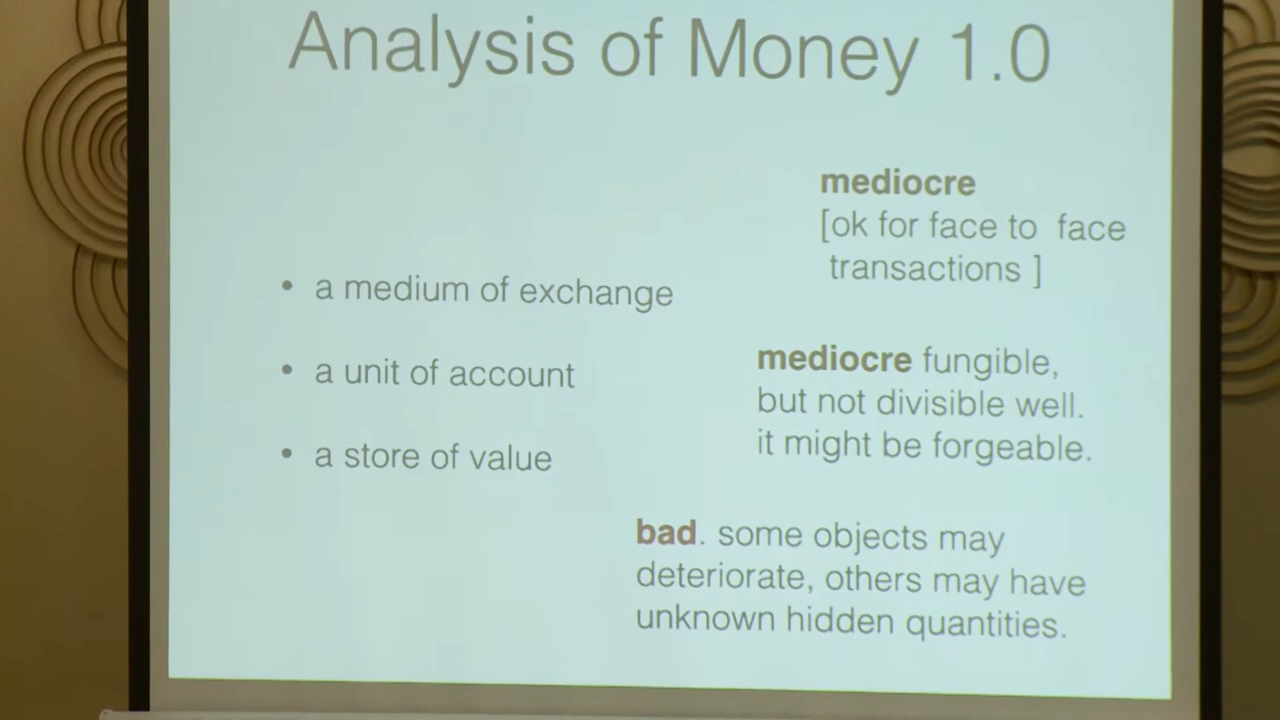 Analysis of Money 1.0
• a medium of exchange
• a unit of account
• a store of value
mediocre
[ok for face to face
transactions ]
mediocre fungible,
but not divisible well.
it might be forgeable.
bad. some objects may
deteriorate, others may have
unknown hidden quantities.